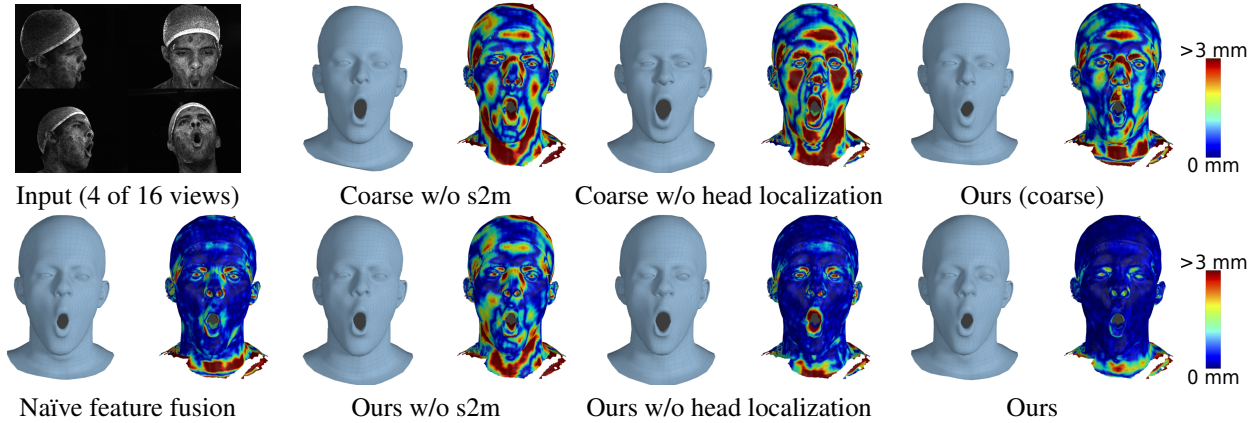 >3 mm
0 mm
Input (4 of 16 views)
Coarse w/o s2m
Coarse w/o head localization
Ours (coarse)
>3 mm
0 mm
Naïve feature fusion
Ours w/o s2m
Ours w/o head localization
Ours